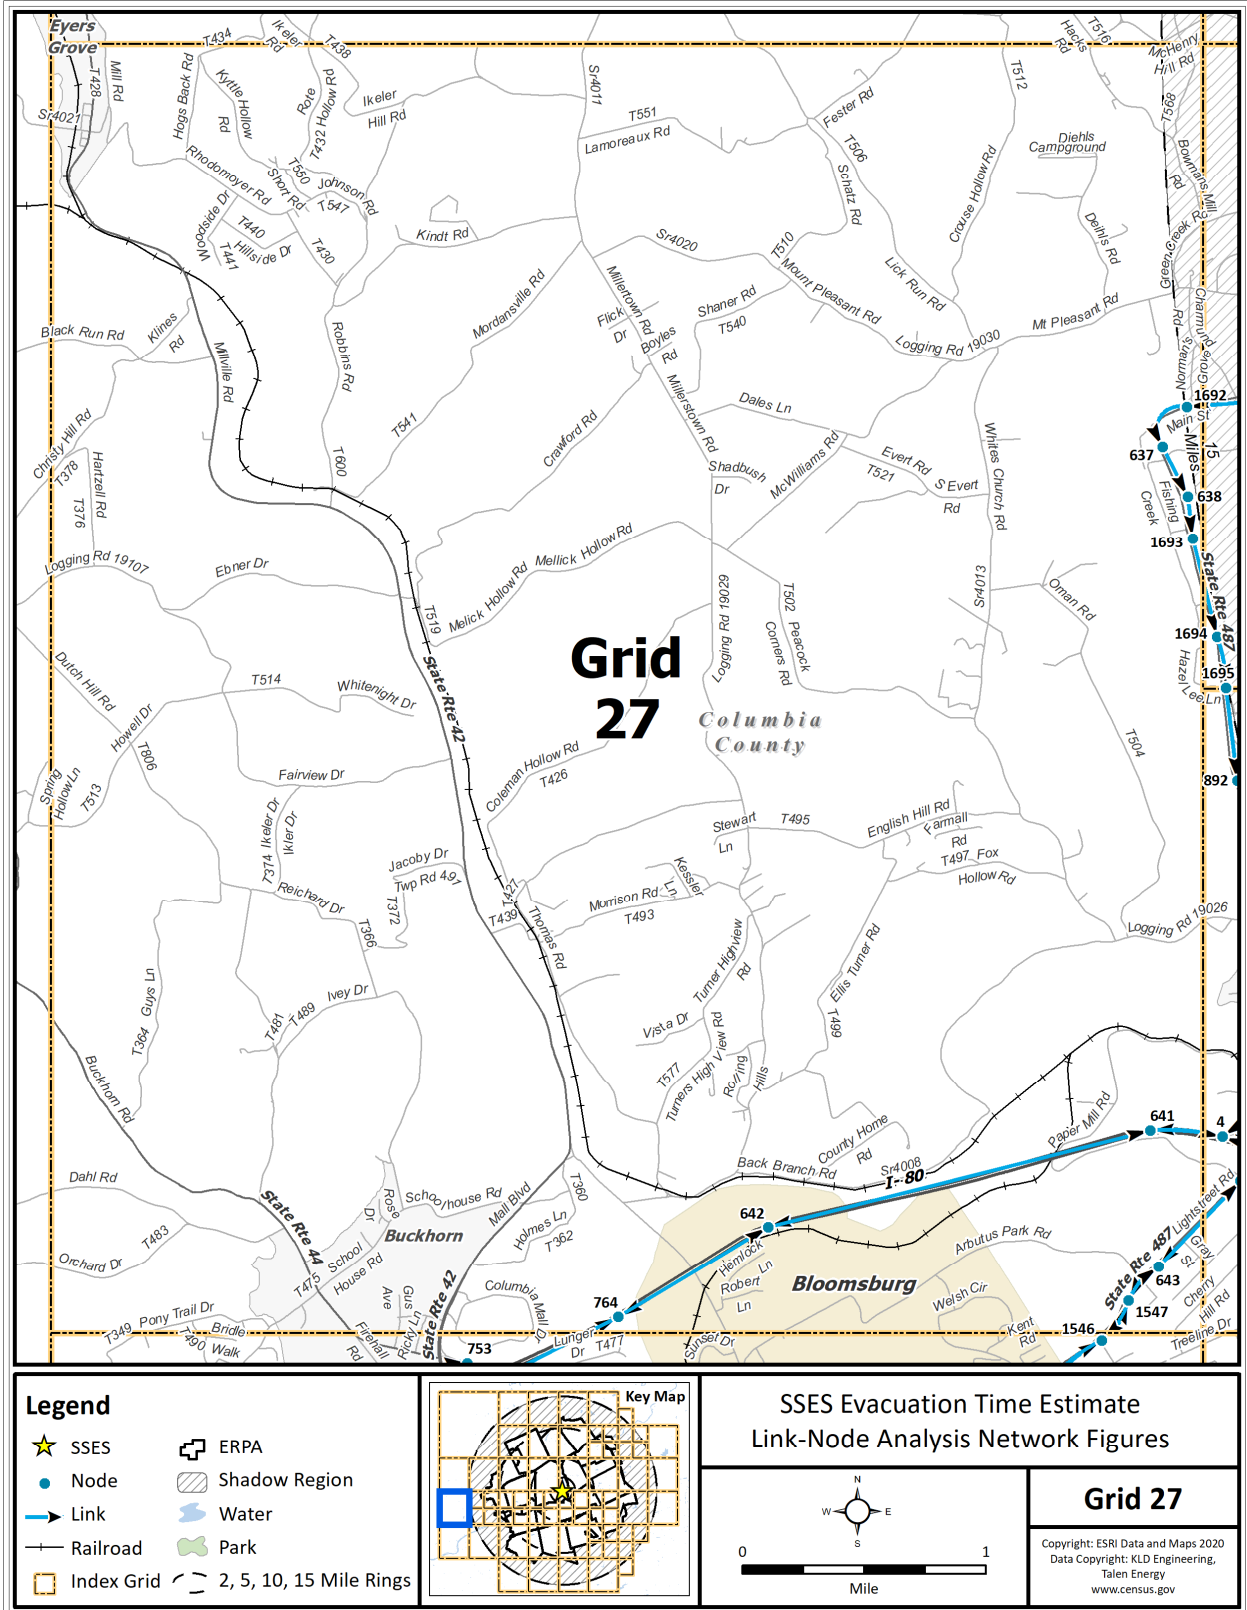 Eyers
Grove
T434
Ikeler
Rd
T438
Hacks
Rd
T516
McHenry
Hill Rd
T428
Mill Rd
Hogs Back Rd
Kyttle Hollow
Rd
Rote
T432 Hollow Rd
Ikeler
Hill Rd
Sr4011
T551
Lamoreaux Rd
Fester Rd
T512
T568
Sr4021
T506
Diehls
Campground
Bowmans Mill
Rd
Rhodomoyer Rd
T550
Short Rd
Johnson Rd
T547
Schatz Rd
Crouse Hollow Rd
Woodside Dr
T440
Hillside Dr
T441
T430
Kindt Rd
Sr4020
T510
Deihls Rd
Green Creek Rd
Mordansville Rd
Millertown Rd
Mount Pleasant Rd
Lick Run Rd
Charmund Grove
Rd
Black Run Rd
Klines
Rd
Flick
Dr
Boyles
Rd
Shaner Rd
T540
Mt Pleasant Rd
Logging Rd 19030
Normans
Millville Rd
Robbins Rd
Millerstown Rd
Dales Ln
1692
Main St
Christy Hill Rd
T378
T541
Crawford Rd
McWilliams Rd
Whites Church Rd
637
15
Miles
Hartzell Rd
T376
T600
Shadbush
Dr
Evert Rd
T521
S Evert
Rd
Fishing
Creek
638
1693
Logging Rd 19107
Ebner Dr
Mellick Hollow Rd
Melick Hollow Rd
T519
Logging Rd 19029
T502
Peacock
Corners Rd
Sr4013
Oman Rd
State Rte 487
1694
Hazel
Lee Ln
1695
Grid
27
Dutch Hill Rd
T514
Whitenight Dr
State Rte 42
Columbia
County
Howell Dr
T806
T504
Spring
Hollow Ln
T513
Fairview Dr
Coleman Hollow Rd
T426
892
T374 Ikeler Dr
Ikler Dr
Stewart
Ln
T495
English Hill Rd
Farmall
Rd
Jacoby Dr
Twp Rd 491
T497 Fox
Hollow Rd
Reichard Dr
T372
T427
T439
Kessler
Ln
Morrison Rd
T493
T366
Thomas Rd
Logging Rd 19026
Turner Highview
Rd
Ellis Turner Rd
Guys Ln
T364
Ivey Dr
T489
T481
Vista Dr
T499
Buckhorn Rd
T577
Turners High View Rd
Rolling
Hills
Paper Mill Rd
641
4
County Home
Rd
Back Branch Rd
Sr4008
I-80
Dahl Rd
T360
Rose
Dr
Schoolhouse Rd
Mall Blvd
State Rte 44
T483
Buckhorn
Holmes Ln
T362
642
Lightstreet Rd
Orchard Dr
School
House Rd
T475
Hemlock
Ln
Robert
Ln
Arbutus Park Rd
State Rte 487
Gray
St
643
Bloomsburg
Welsh Cir
Cherry
Hill Rd
Ave
Gus
Ricky Ln
State Rte 42
Columbia Mall
Dr
764
1547
T349
Pony Trail Dr
T490
Bridle
Walk
Firehall
Rd
753
Lunger
Dr
T477
Sunset Dr
Kent
Rd
1546
Treeline Dr
Legend
SSES
Node
Link
Railroad
Index Grid
ERPA
Shadow Region
Water
Park
2, 5, 10, 15 Mile Rings
Key Map
SSES Evacuation Time Estimate
Link-Node Analysis Network Figures
N
W
E
S
0
1
Mile
Grid 27
Copyright: ESRI Data and Maps 2020
Data Copyright: KLD Engineering,
Talen Energy
www.census.gov